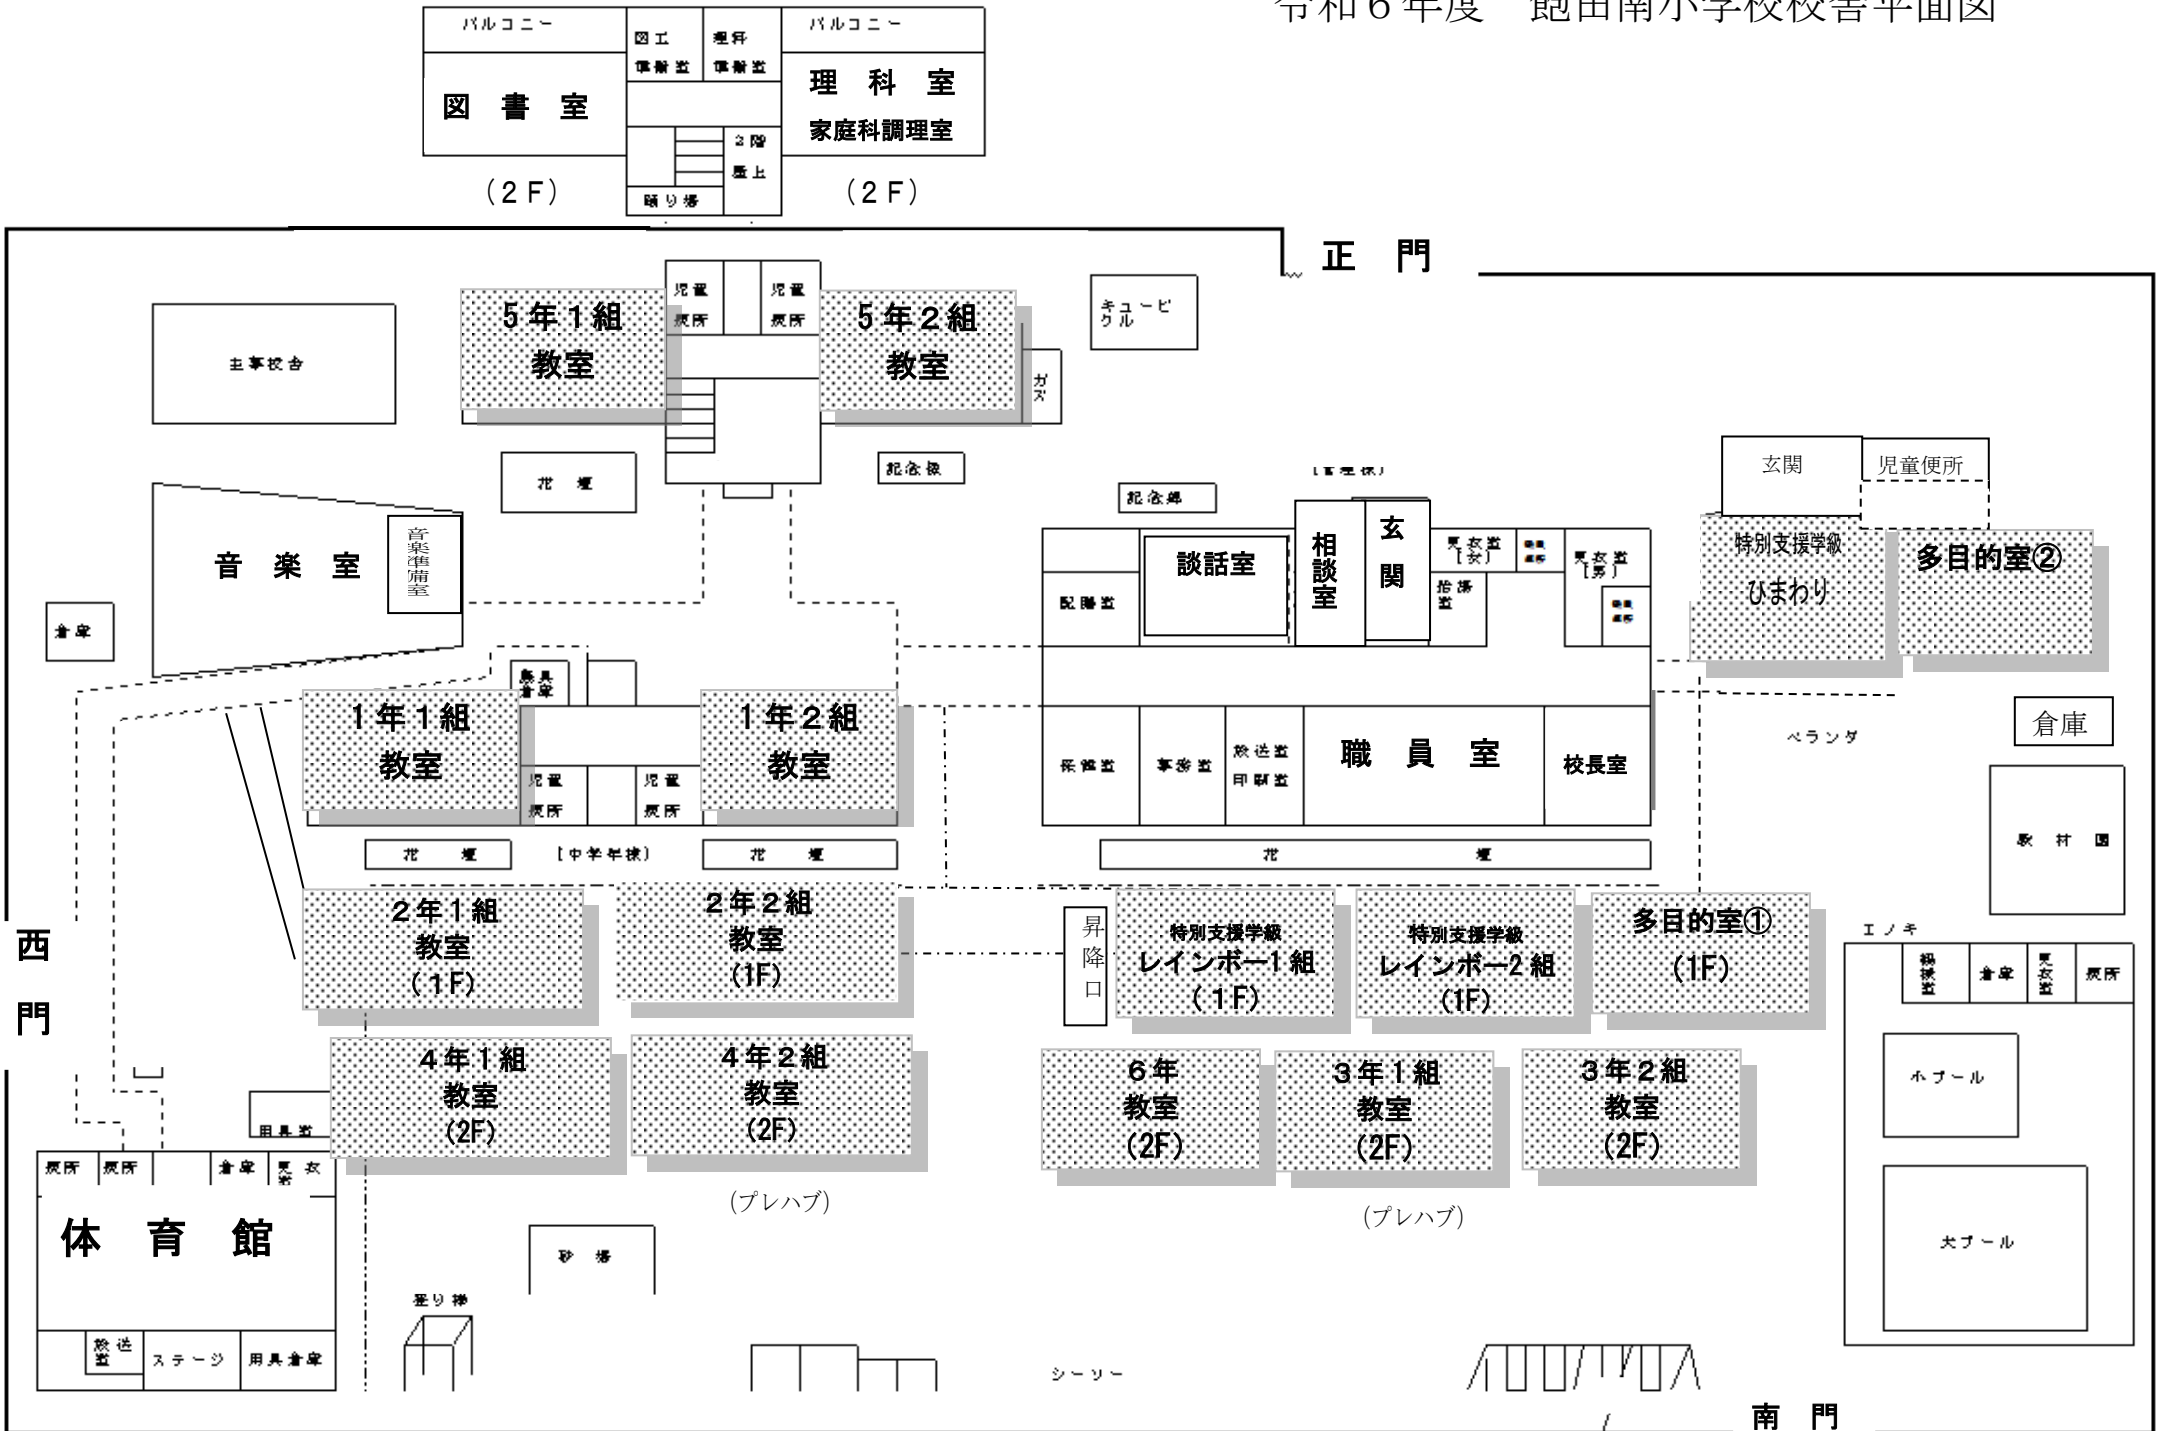 令和６年度　飽田南小学校校舎平面図
バルコニー
図工
準備室
理科
準備室
バルコニー
図　書　室
理　科　室
家庭科調理室
2階
屋上
踊り場
(２F)
(２F)
正　門
児童
便所
児童
便所
5年1組
教室
5年2組
教室
キュービ
クル
ガス
主事校舎
花　壇
記念像
記念碑
(管理棟)
玄関
児童便所
音　楽　室
音楽準備室
倉庫
談話室
相談室
玄関
更衣室
[女]
更衣室
[男]
配膳室
特別支援学級
ひまわり
多目的室②
1年1組
教室
1年2組
教室
児童
便所
児童
便所
保健室
事務室
放送室
印刷室
職　員　室
校長室
ベランダ
倉庫
教材園
花　壇
[中学年棟]
花　壇
花　壇
2年1組
教室
(1F)
2年2組
教室
(1F)
昇降口
特別支援学級
レインボー1組
(1F)
特別支援学級
レインボー2組
(1F)
多目的室①
(1F)
エノキ
倉庫
更衣室
便所
西門
4年1組
教室
(2F)
4年2組
教室
(2F)
6年
教室
(2F)
3年1組
教室
(2F)
3年2組
教室
(2F)
小プール
用具室
便所
便所
倉庫
更衣室
(プレハブ)
(プレハブ)
体　育　館
砂場
大プール
登り棒
放送室
ステージ
用具倉庫
シーソー
南　門